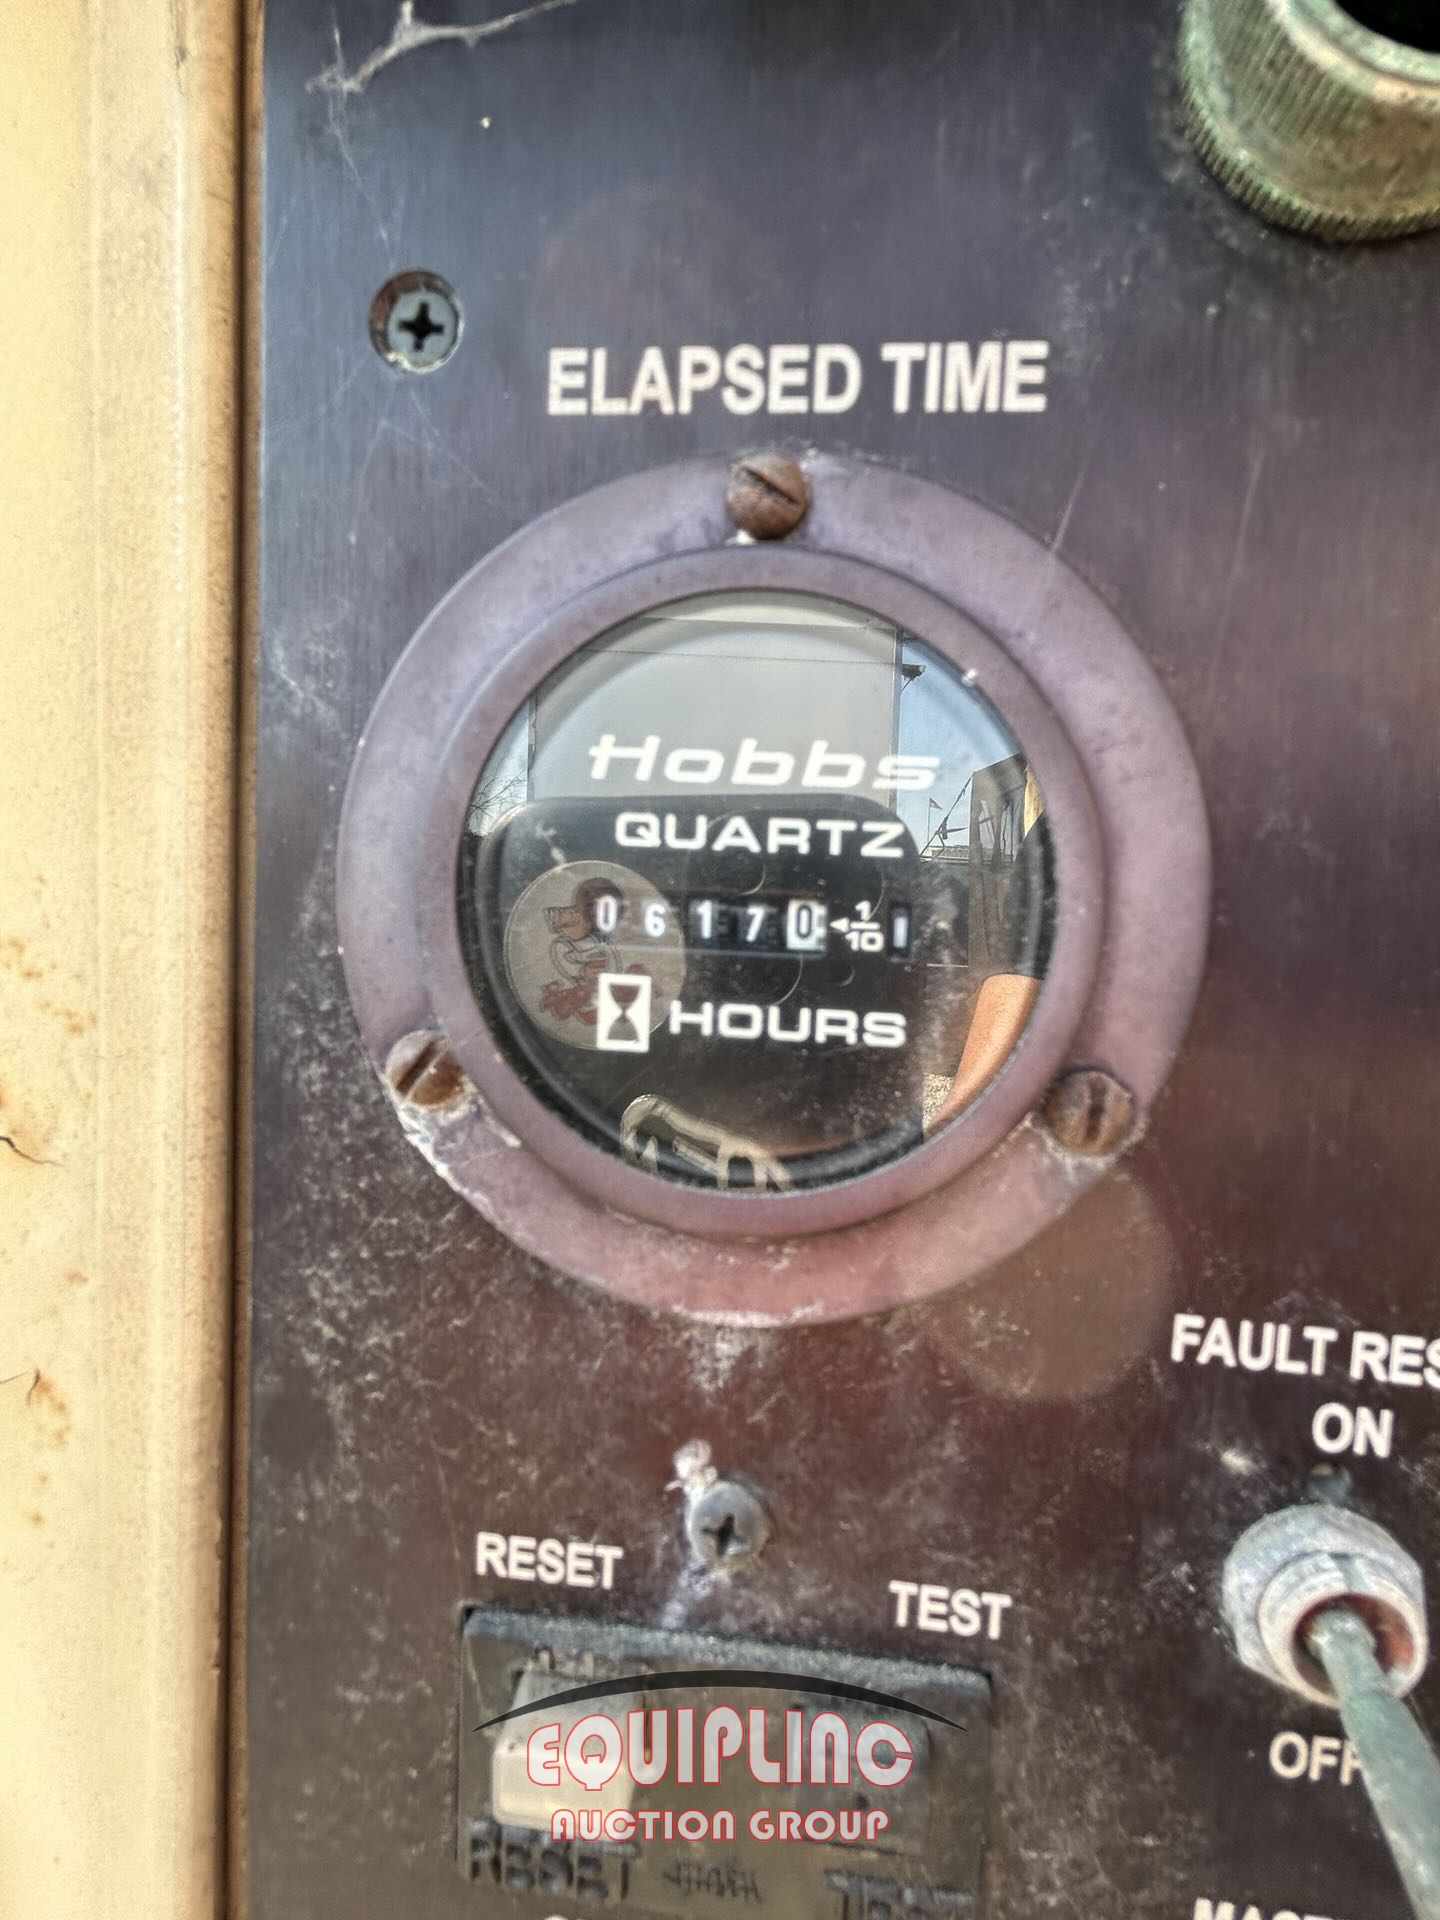 ELAPSED TIME
Hobbs
QUARTZ
0 6 1 7 0 1/10
HOURS
FAULT RES
ON
RESET
TEST
OFF
EQUIPLINC
AUCTION GROUP
RESET
TEST